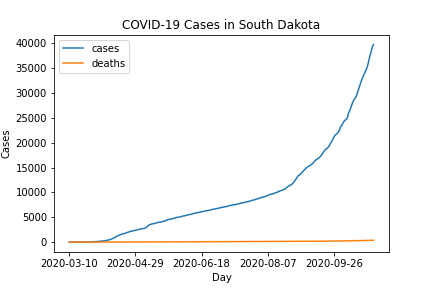 COVID-19 Cases in South Dakota
cases
deaths
40000
35000
30000
25000
20000
15000
10000
5000
0
Cases
2020-03-10 2020-04-29 2020-06-18 2020-08-07 2020-09-26
Day